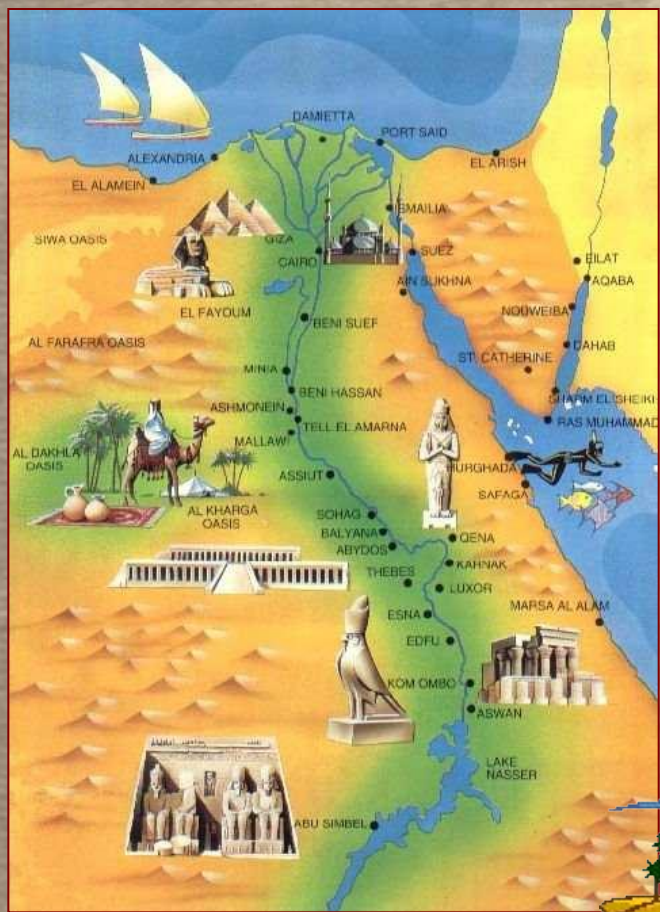 DAMIETTA
PORT SAID
ALEXANDRIA
EL ARISH
EL ALAMEIN
ISMAILIA
SIWA OASIS
GIZA
CAIRO
SUEZ
EILAT
AQABA
AIN SUKHNA
NOUWEIBA
EL FAYOUM
BENI SUEF
AL FARAFRA OASIS
DAHAB
ST. CATHERINE
MINIA
BENI HASSAN
SHARM EL SHEIKH
ASHMONEIN
RAS MUHAMMAD
TELL EL AMARNA
MALLAWI
AL DAKHLA
OASIS
HURGHADA
ASSIUT
SAFAGA
AL KHARGA
OASIS
SOHAG
BALYANA
QENA
ABYDOS
KARNAK
THEBES
LUXOR
MARSA AL ALAM
ESNA
EDFU
KOM OMBO
ASWAN
LAKE
NASSER
ABU SIMBEL